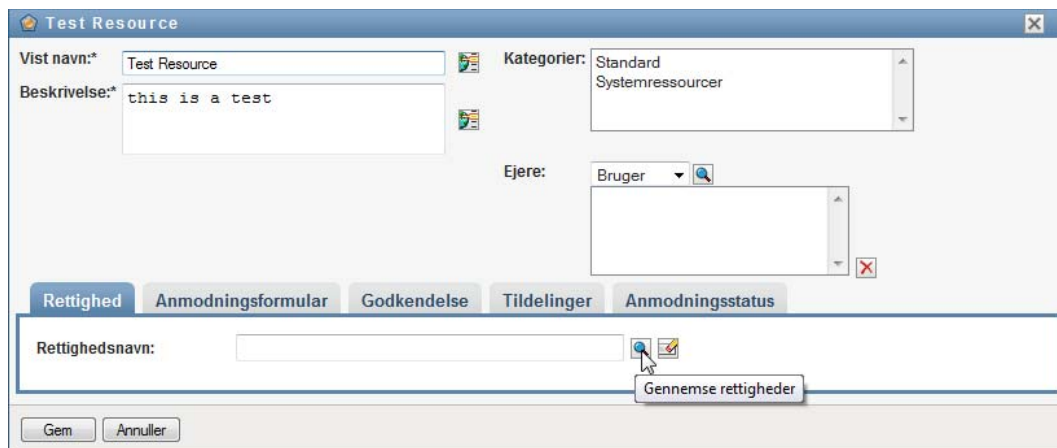 Test Resource
Vist navn:* Test Resource
Kategorier: Standard
Systemressourcer
Beskrivelse:* this is a test
Ejere: Bruger
Rettighed Anmodningsformular Godkendelse Tildelinger Anmodningsstatus
Rettighedsnavn:
Gennemse rettigheder
Gem Annuller